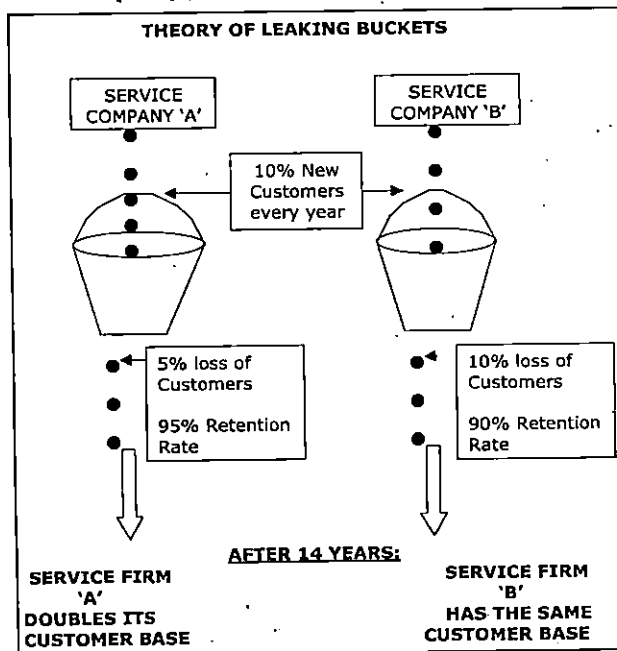 THEORY OF LEAKING BUCKETS
SERVICE
COMPANY 'A'
SERVICE
COMPANY 'B'
10% New
Customers
every year
5% loss of
Customers
95% Retention
Rate
10% loss of
Customers
90% Retention
Rate
AFTER 14 YEARS:
SERVICE FIRM
'A'
DOUBLES ITS
CUSTOMER BASE
SERVICE FIRM
'B'
HAS THE SAME
CUSTOMER BASE